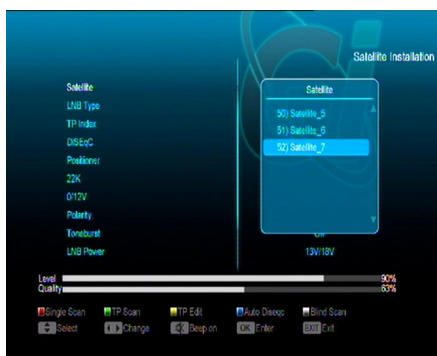 Satellite Installation
Satellite
LNB Type
TP Index
DiSEqC
Positioner
22K
0/12V
Polarity
Toneburst
LNB Power
Satellite
50) Satellite_5
51) Satellite_6
52) Satellite_7
Off
13V/18V
Level 90%
Quality 63%
Single Scan TP Scan TP Edit Auto Diseqc Blind Scan
Select Change Beep on OK Enter EXIT Exit